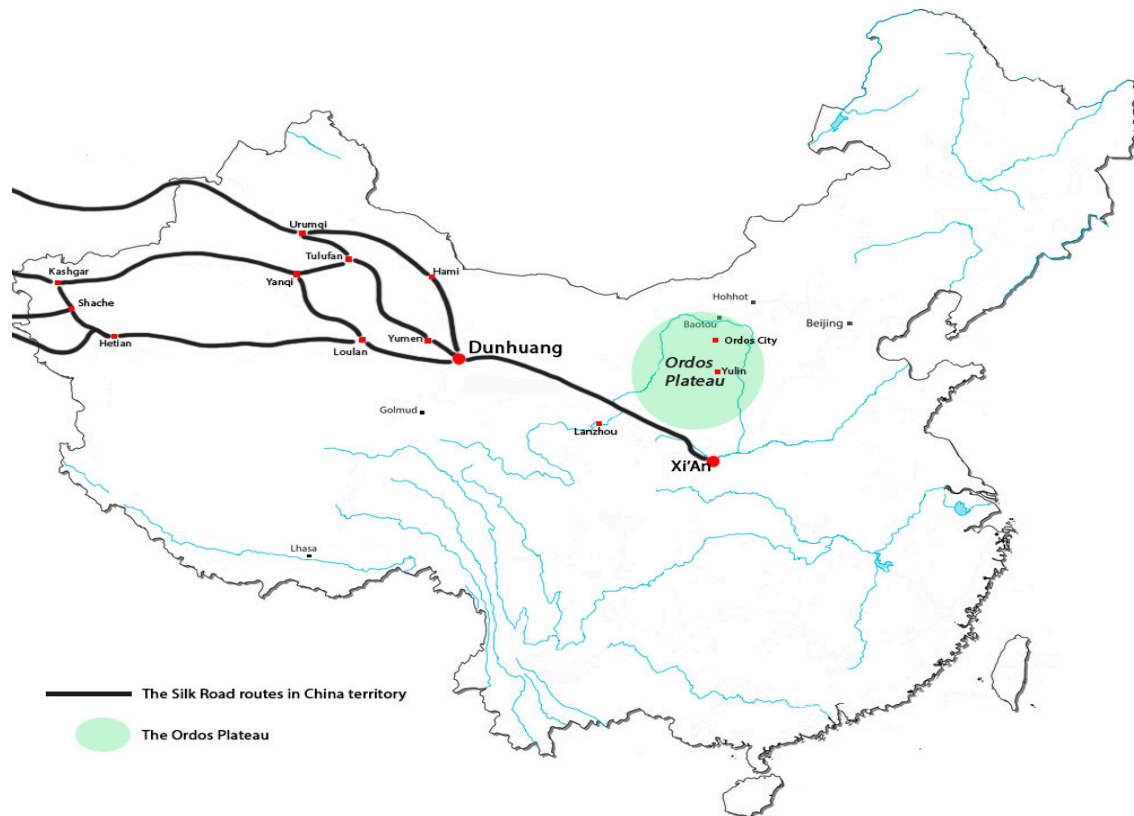 Urumqi
Tulufan
Hami
Yanqi
Kashgar
Shache
Hetian
Loulan
Yumen
Dunhuang
Golmud
Lhasa
Hohhot
Baotou
Beijing
Ordos City
Ordos
Plateau
Yulin
Lanzhou
Xi'An
The Silk Road routes in China territory
The Ordos Plateau